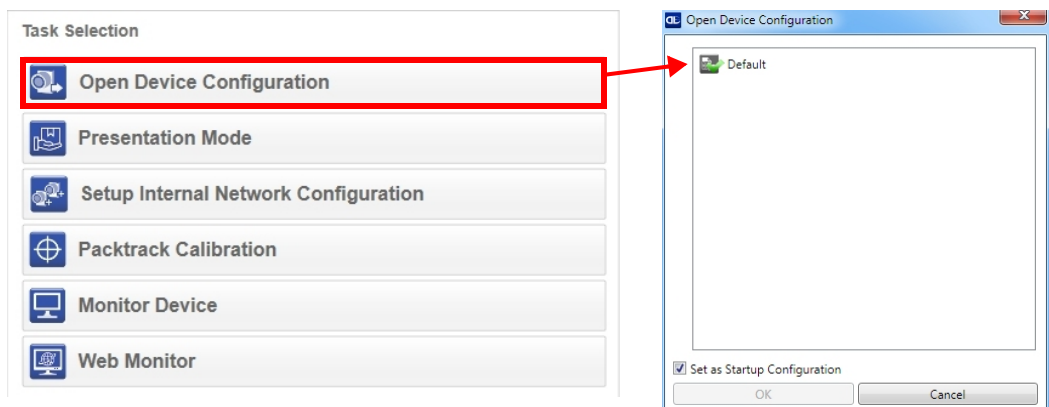 Task Selection
Open Device Configuration
Presentation Mode
Setup Internal Network Configuration
Packtrack Calibration
Monitor Device
Web Monitor
Open Device Configuration
Default
Set as Startup Configuration
OK
Cancel